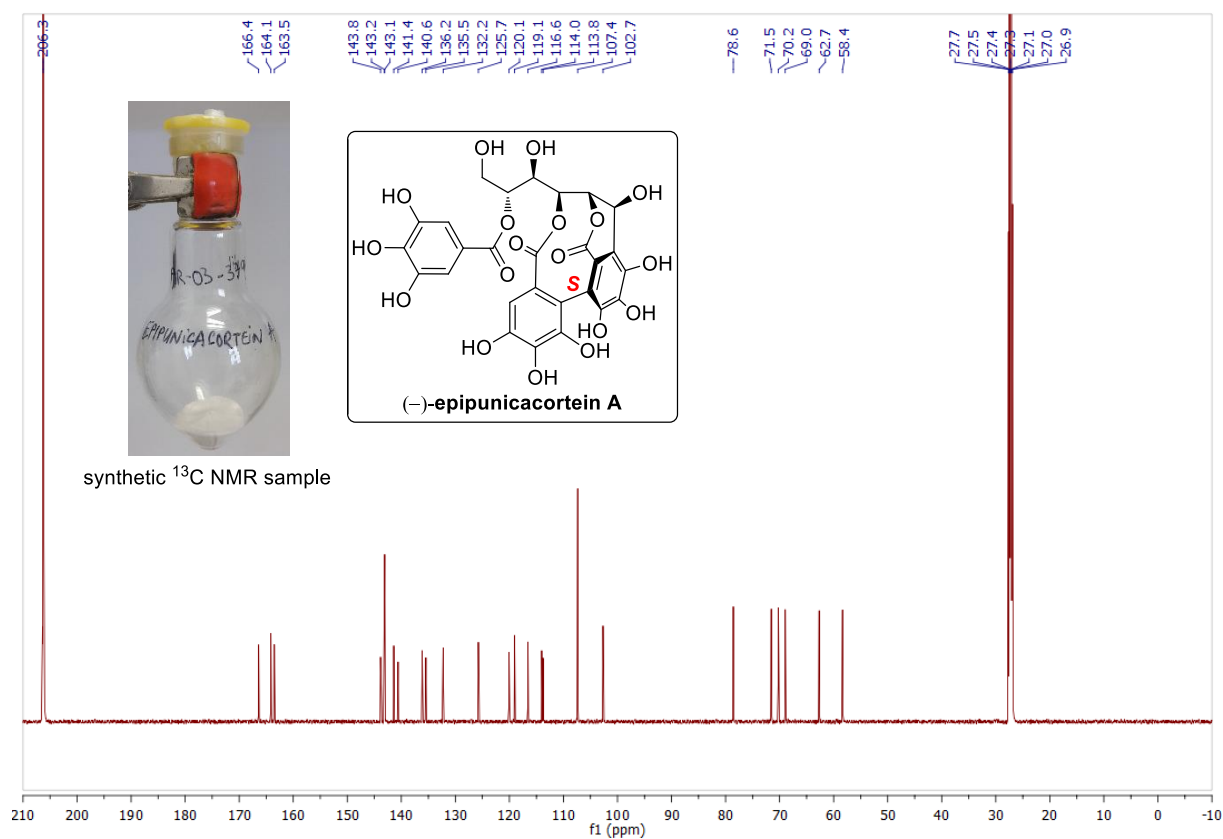 206.3
166.4
164.1
163.5
143.8
143.2
143.1
141.4
140.6
136.2
135.5
132.2
125.7
120.1
119.1
116.6
114.0
113.8
107.4
102.7
78.6
71.5
70.2
69.0
62.7
58.4
27.7
27.5
27.4
27.3
27.1
27.0
26.9
OH OH
OH
HO
O
O
O
HO
O
O
O
OH
HO
S
OH
OH
HO
OH
OH
(−)-epipunicacortein A
EPIPUNICACORTEIN A
synthetic ¹³C NMR sample
210 200 190 180 170 160 150 140 130 120 110 100 90 80 70 60 50 40 30 20 10 0 -10
f1 (ppm)